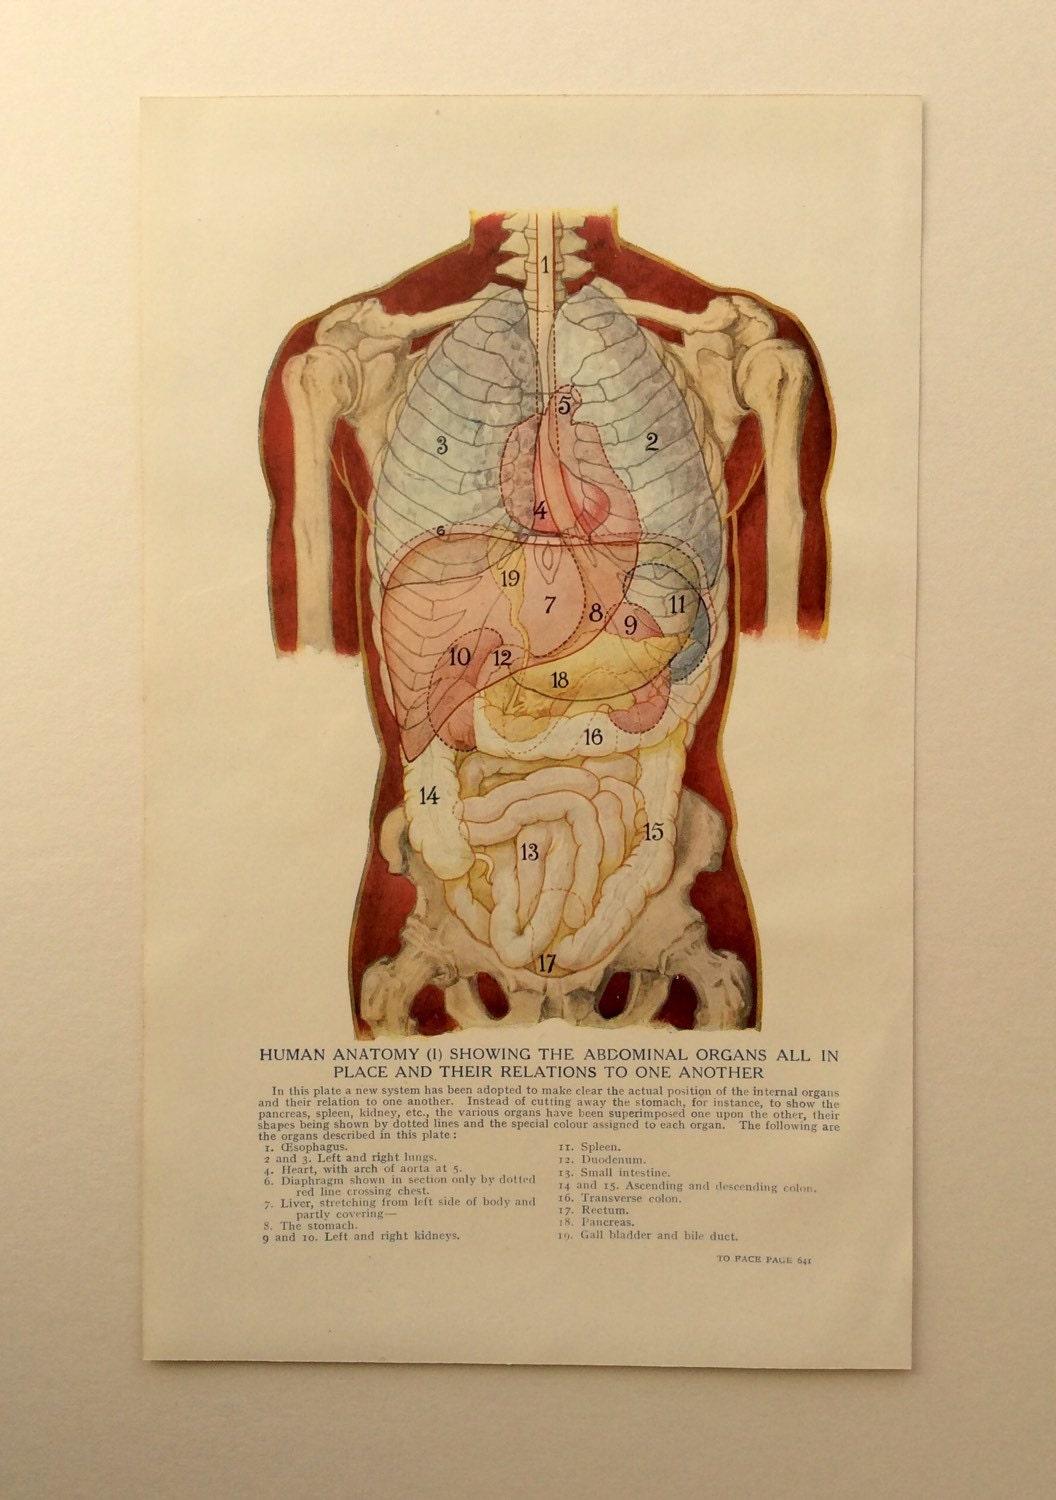 1
5
3
2
4
6
19
7
8
9
11
10
12
18
16
14
15
13
17
HUMAN ANATOMY (I) SHOWING THE ABDOMINAL ORGANS ALL IN
PLACE AND THEIR RELATIONS TO ONE ANOTHER
In this plate a new system has been adopted to make clear the actual position of the internal organs
and their relation to one another. Instead of cutting away the stomach, for instance, to show the
pancreas, spleen, kidney, etc., the various organs have been superimposed one upon the other, their
shapes being shown by dotted lines and the special colour assigned to each organ. The following are
the organs described in this plate :
1. Œsophagus.
2 and 3. Left and right lungs.
4. Heart, with arch of aorta at 5.
6. Diaphragm shown in section only by dotted
red line crossing chest.
7. Liver, stretching from left side of body and
partly covering—
8. The stomach.
9 and 10. Left and right kidneys.
11. Spleen.
12. Duodenum.
13. Small intestine.
14 and 15. Ascending and descending colon.
16. Transverse colon.
17. Rectum.
18. Pancreas.
19. Gall bladder and bile duct.
TO FACE PAGE 641